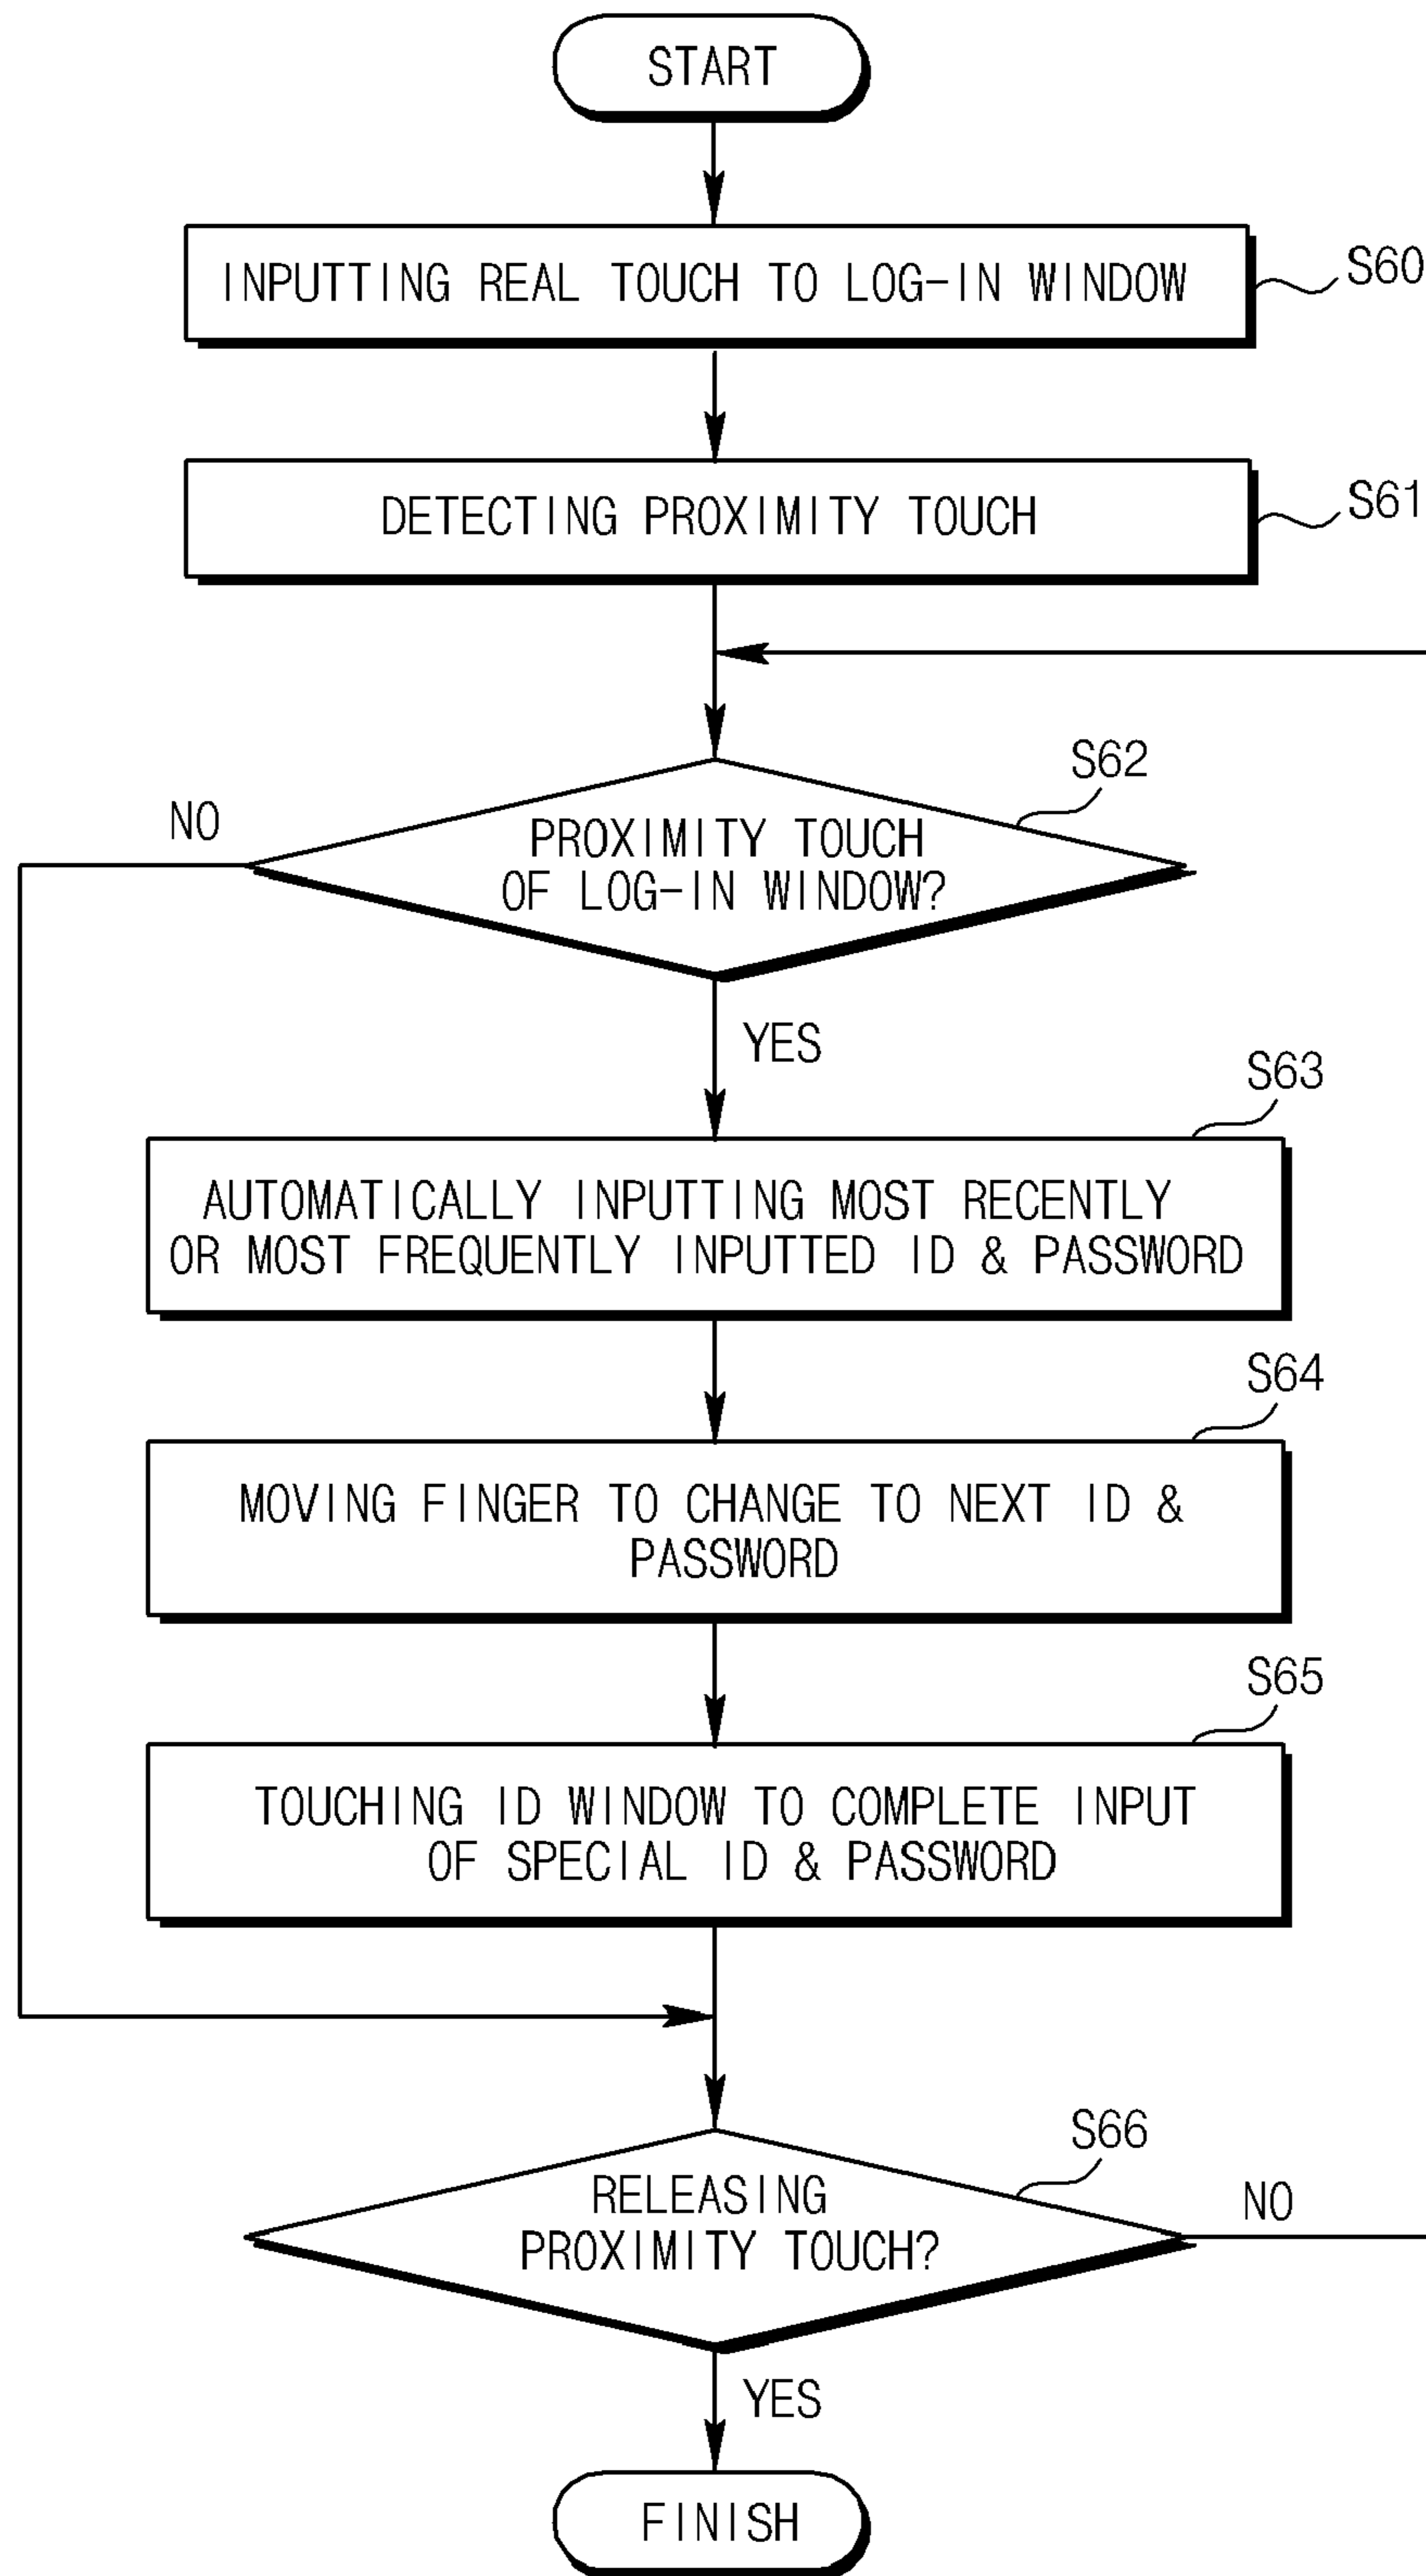 START
INPUTTING REAL TOUCH TO LOG-IN WINDOW
S60
DETECTING PROXIMITY TOUCH
S61
S62
NO
PROXIMITY TOUCH
OF LOG-IN WINDOW?
YES
S63
AUTOMATICALLY INPUTTING MOST RECENTLY
OR MOST FREQUENTLY INPUTTED ID & PASSWORD
S64
MOVING FINGER TO CHANGE TO NEXT ID &
PASSWORD
S65
TOUCHING ID WINDOW TO COMPLETE INPUT
OF SPECIAL ID & PASSWORD
S66
RELEASING
PROXIMITY TOUCH?
NO
YES
FINISH